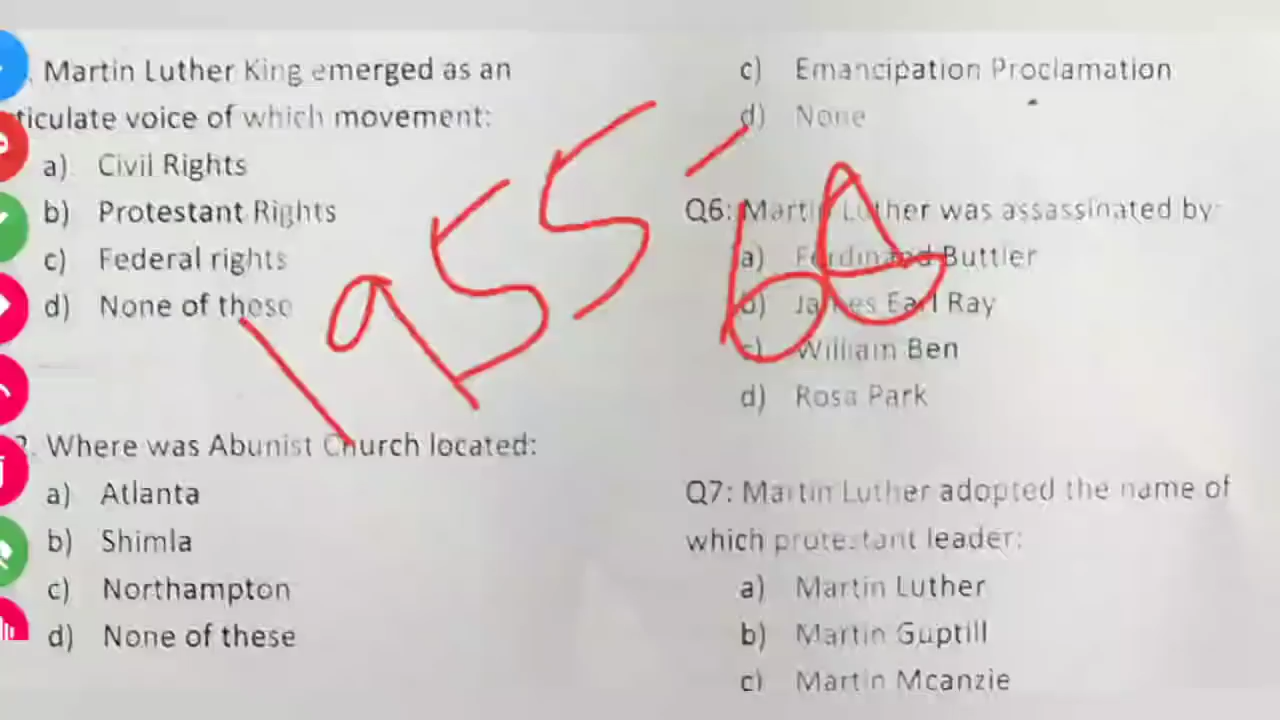 . Martin Luther King emerged as an
ticulate voice of which movement:
a) Civil Rights
b) Protestant Rights
c) Federal rights
d) None of these
2. Where was Abunist Church located:
a) Atlanta
b) Shimla
c) Northampton
d) None of these
c) Emancipation Proclamation
d) None
Q6: Martin Luther was assassinated by
a) Ferdinand Buttler
b) James Earl Ray
c) William Ben
d) Rosa Park
Q7: Martin Luther adopted the name of
which protestant leader:
a) Martin Luther
b) Martin Guptill
c) Martin Mcanzie
1955-